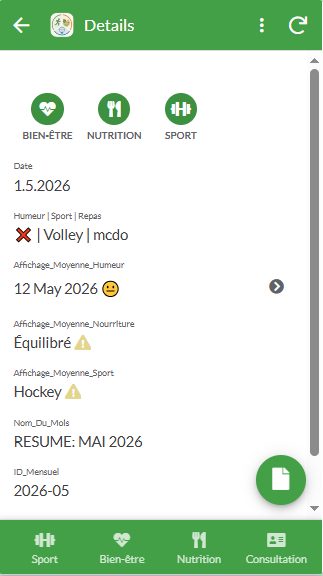 Details
BIEN-ÊTRE NUTRITION SPORT
Date
1.5.2026
Humeur | Sport | Repas
❌ | Volley | mcdo
Affichage_Moyenne_Humeur
12 May 2026 😐
Affichage_Moyenne_Nourriture
Équilibré ⚠️
Affichage_Moyenne_Sport
Hockey ⚠️
Nom_Du_Mols
RESUME: MAI 2026
ID_Mensuel
2026-05
Sport Bien-être Nutrition Consultation